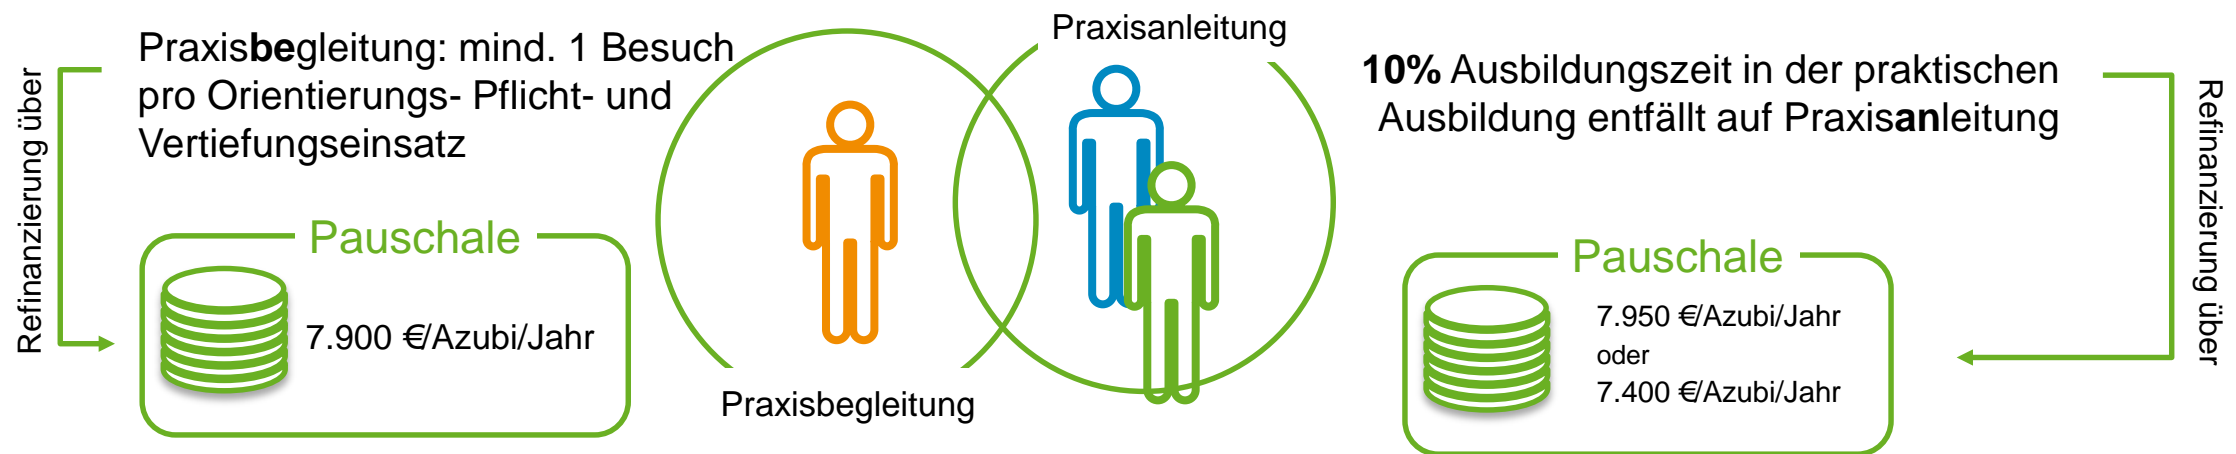 Refinanzierung über
Praxisbegleitung: mind. 1 Besuch
pro Orientierungs- Pflicht- und
Vertiefungseinsatz
Pauschale
7.900 €/Azubi/Jahr
Praxisanleitung
Praxisbegleitung
10% Ausbildungszeit in der praktischen
Ausbildung entfällt auf Praxisanleitung
Pauschale
7.950 €/Azubi/Jahr
oder
7.400 €/Azubi/Jahr
Refinanzierung über